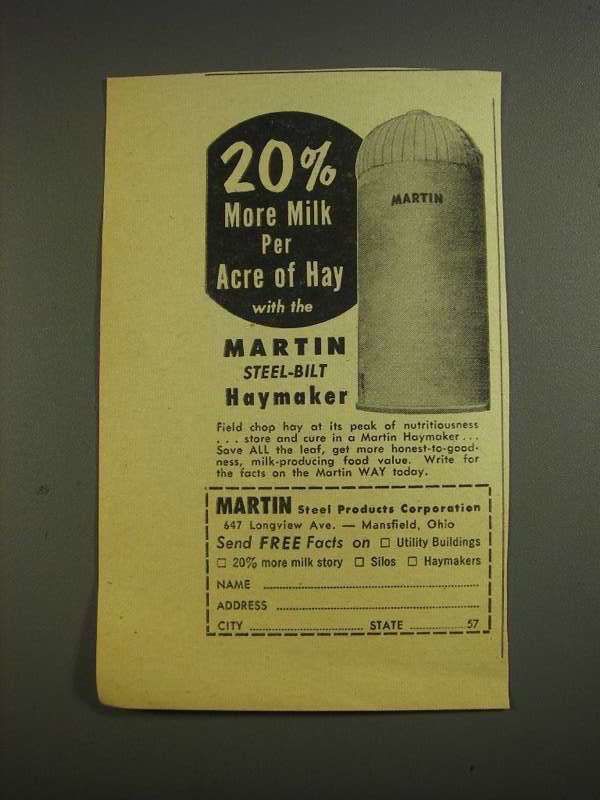 20%
More Milk
Per
Acre of Hay
with the
MARTIN
MARTIN
STEEL-BILT
Haymaker
Field chop hay at its peak of nutritiousness
. . . store and cure in a Martin Haymaker . . .
Save ALL the leaf, get more honest-to-good-
ness, milk-producing food value. Write for
the facts on the Martin WAY today.
MARTIN Steel Products Corporation
647 Longview Ave. — Mansfield, Ohio
Send FREE Facts on ☐ Utility Buildings
☐ 20% more milk story ☐ Silos ☐ Haymakers
NAME
ADDRESS
CITY STATE 57